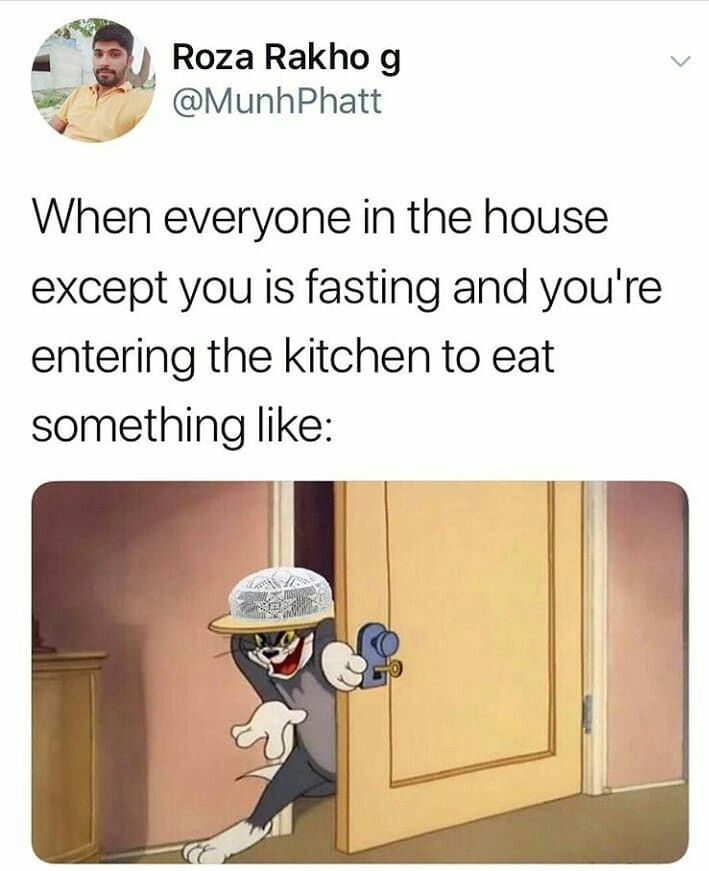 Roza Rakho g
@MunhPhatt
When everyone in the house
except you is fasting and you're
entering the kitchen to eat
something like: